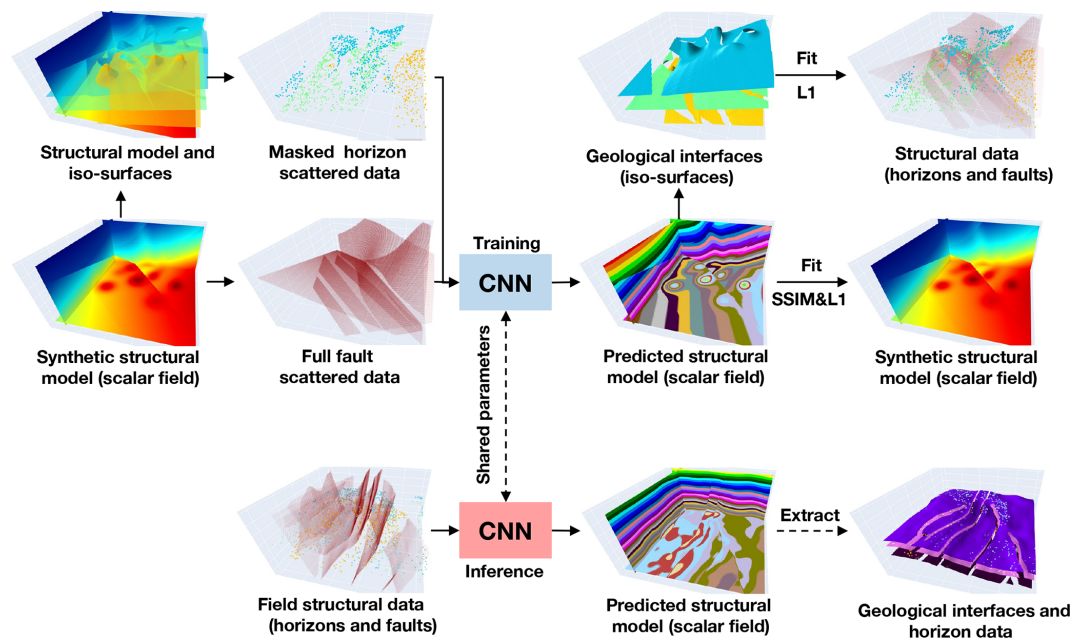 Structural model and
iso-surfaces
Masked horizon
scattered data
Geological interfaces
(iso-surfaces)
Fit
L1
Structural data
(horizons and faults)
Synthetic structural
model (scalar field)
Full fault
scattered data
Training
CNN
Predicted structural
model (scalar field)
Fit
SSIM&L1
Synthetic structural
model (scalar field)
Shared parameters
Field structural data
(horizons and faults)
CNN
Inference
Predicted structural
model (scalar field)
Extract
Geological interfaces and
horizon data